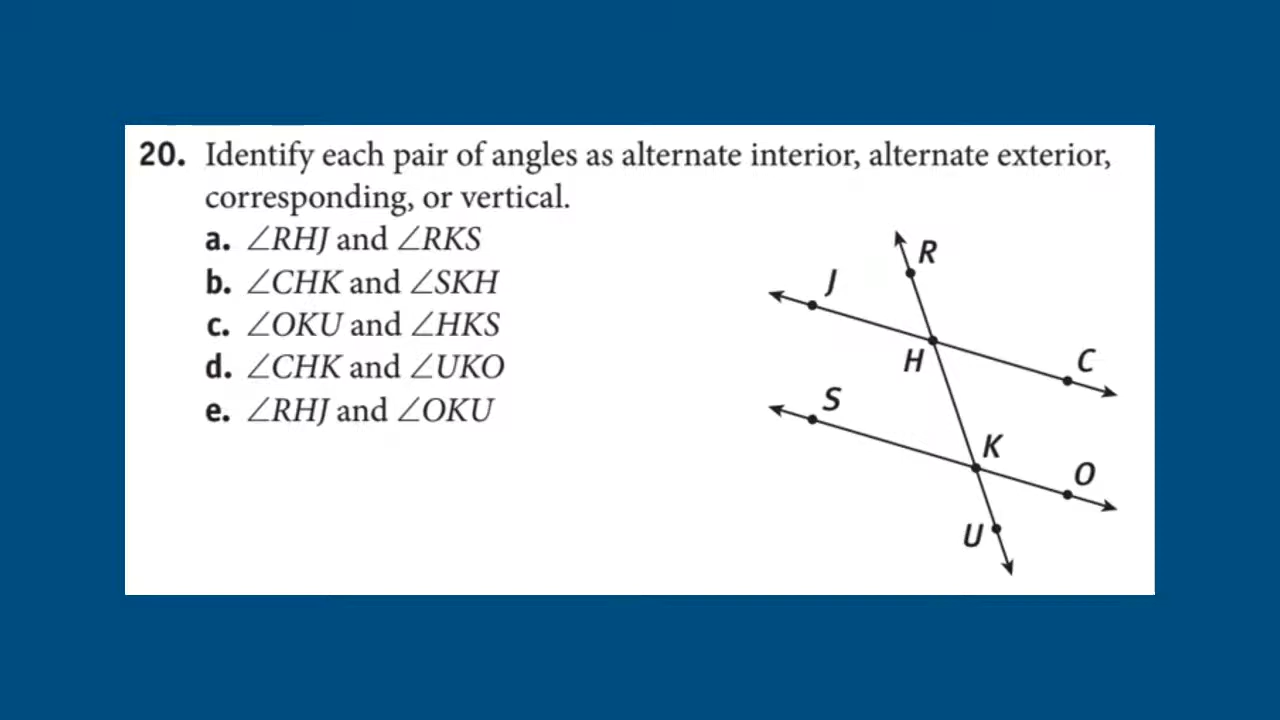 20. Identify each pair of angles as alternate interior, alternate exterior,
corresponding, or vertical.
a. ∠RHJ and ∠RKS
b. ∠CHK and ∠SKH
c. ∠OKU and ∠HKS
d. ∠CHK and ∠UKO
e. ∠RHJ and ∠OKU
R
J
H
C
S
K
O
U